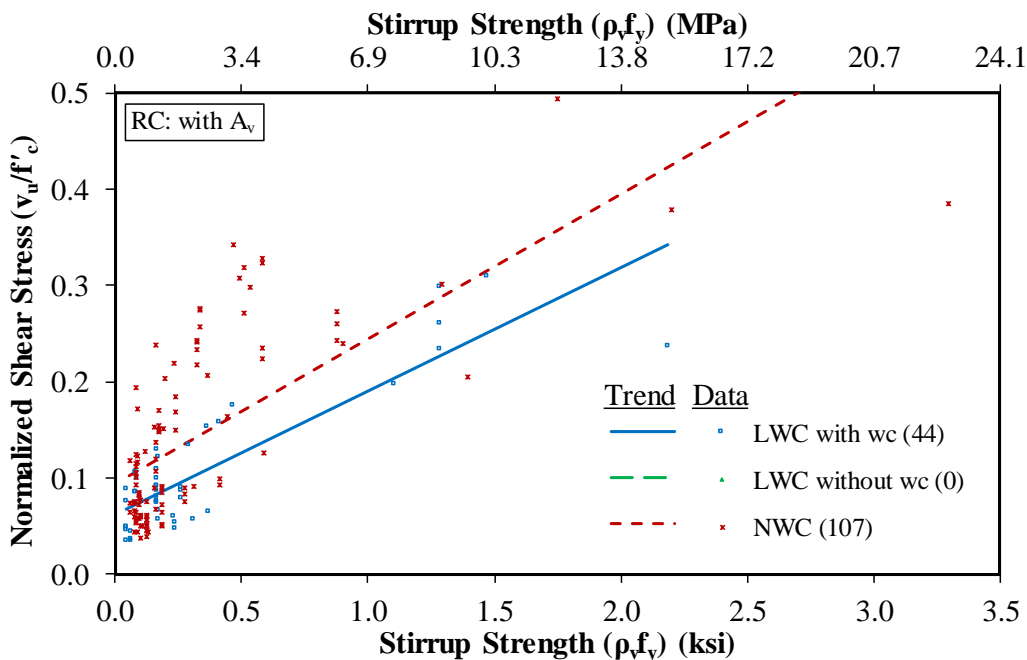 Stirrup Strength (ρᵥfᵧ) (MPa)
0.0 3.4 6.9 10.3 13.8 17.2 20.7 24.1
0.5
0.4
0.3
0.2
0.1
0.0
Normalized Shear Stress (vᵤ/f'c)
RC: with Aᵥ
Trend Data
LWC with wc (44)
LWC without wc (0)
NWC (107)
0.0 0.5 1.0 1.5 2.0 2.5 3.0 3.5
Stirrup Strength (ρᵥfᵥ) (ksi)